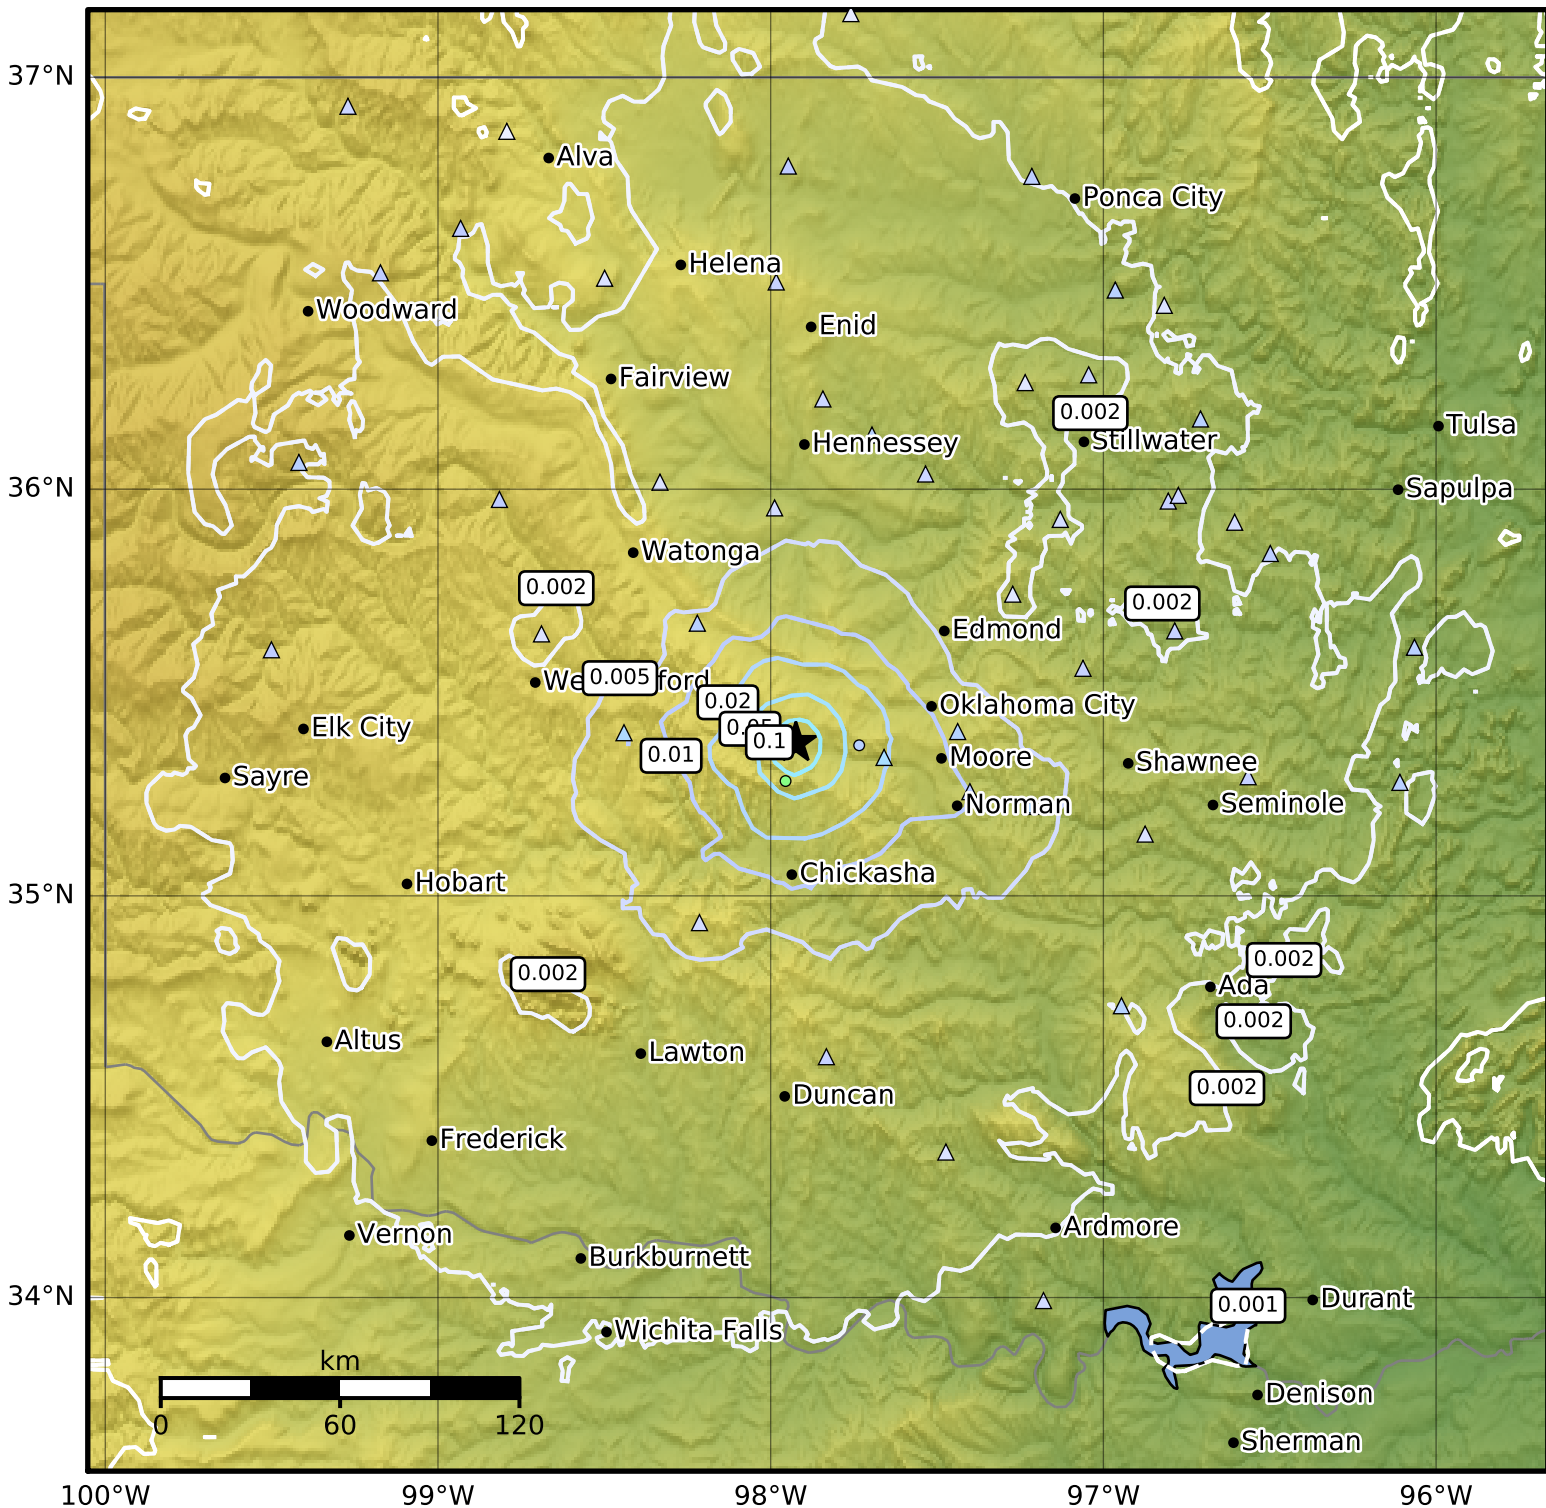 37°N
Alva
Ponca City
Helena
Woodward
Enid
Fairview
0.002
Tulsa
Hennessey
Stillwater
36°N
Sapulpa
Watonga
0.002
0.002
Edmond
0.005
0.02
Oklahoma City
Elk City
0.1
0.01
Moore
Shawnee
Sayre
Norman
Seminole
Chickasha
Hobart
35°N
0.002
0.002
Ada
0.002
Altus
Lawton
0.002
Duncan
Frederick
Ardmore
Vernon
Burkburnett
34°N
0.001
Durant
Wichita Falls
km
Denison
0 60 120
Sherman
100°W 99°W 98°W 97°W 96°W